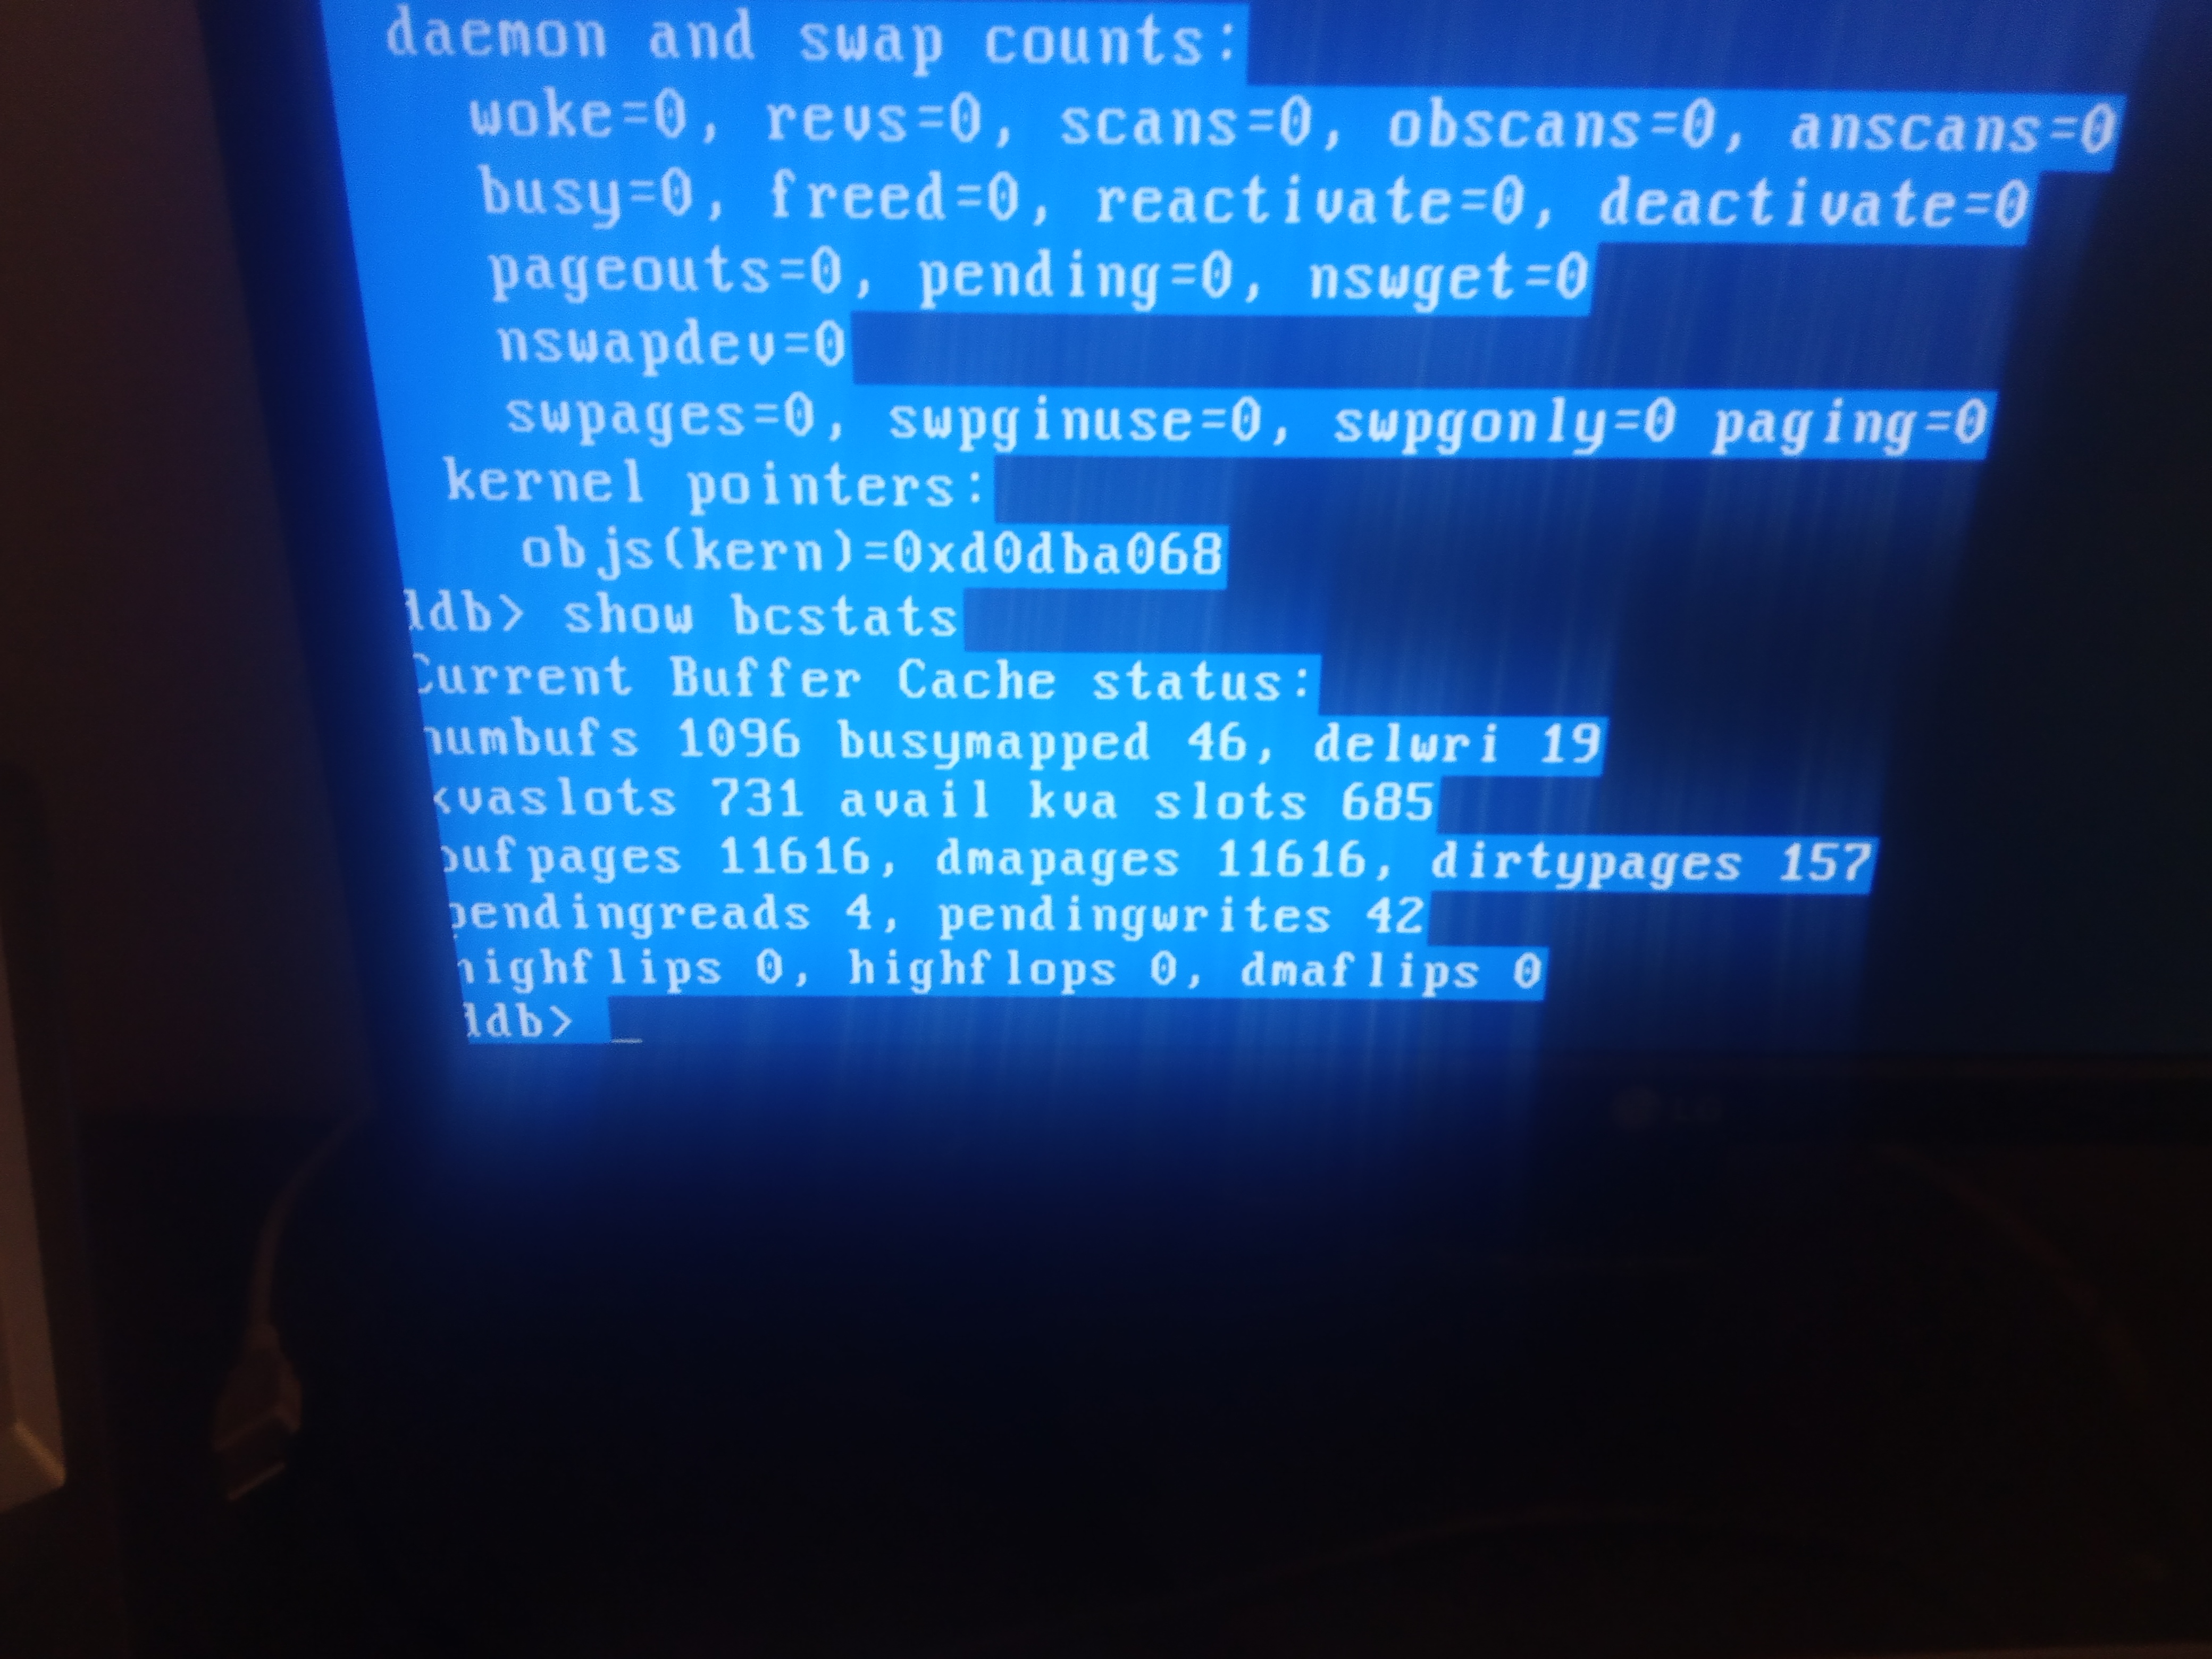 daemon and swap counts:
woke=0, revs=0, scans=0, obscans=0, anscans=0
busy=0, freed=0, reactivate=0, deactivate=0
pageouts=0, pending=0, nswget=0
nswapdev=0
swpages=0, swpginuse=0, swpgonly=0 paging=0
kernel pointers:
objs(kern)=0xd0dba068
ddb> show bcstats
Current Buffer Cache status:
numbufs 1096 busymapped 46, delwri 19
kvaslots 731 avail kva slots 685
bufpages 11616, dmapages 11616, dirtypages 157
pendingreads 4, pendingwrites 42
highflips 0, highflops 0, dmaflips 0
ddb> _
LG